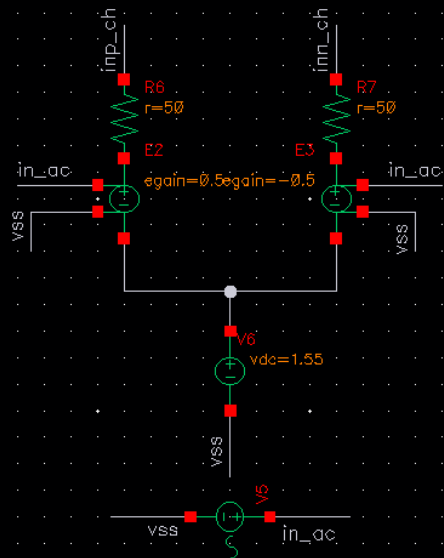 inp_ch
inn_ch
R6
r=50
R7
r=50
E2
E3
in_ac
egain=0.5
egain=-0.5
in_ac
vss
vss
V6
vdc=1.55
vss
V5
vss
in_ac